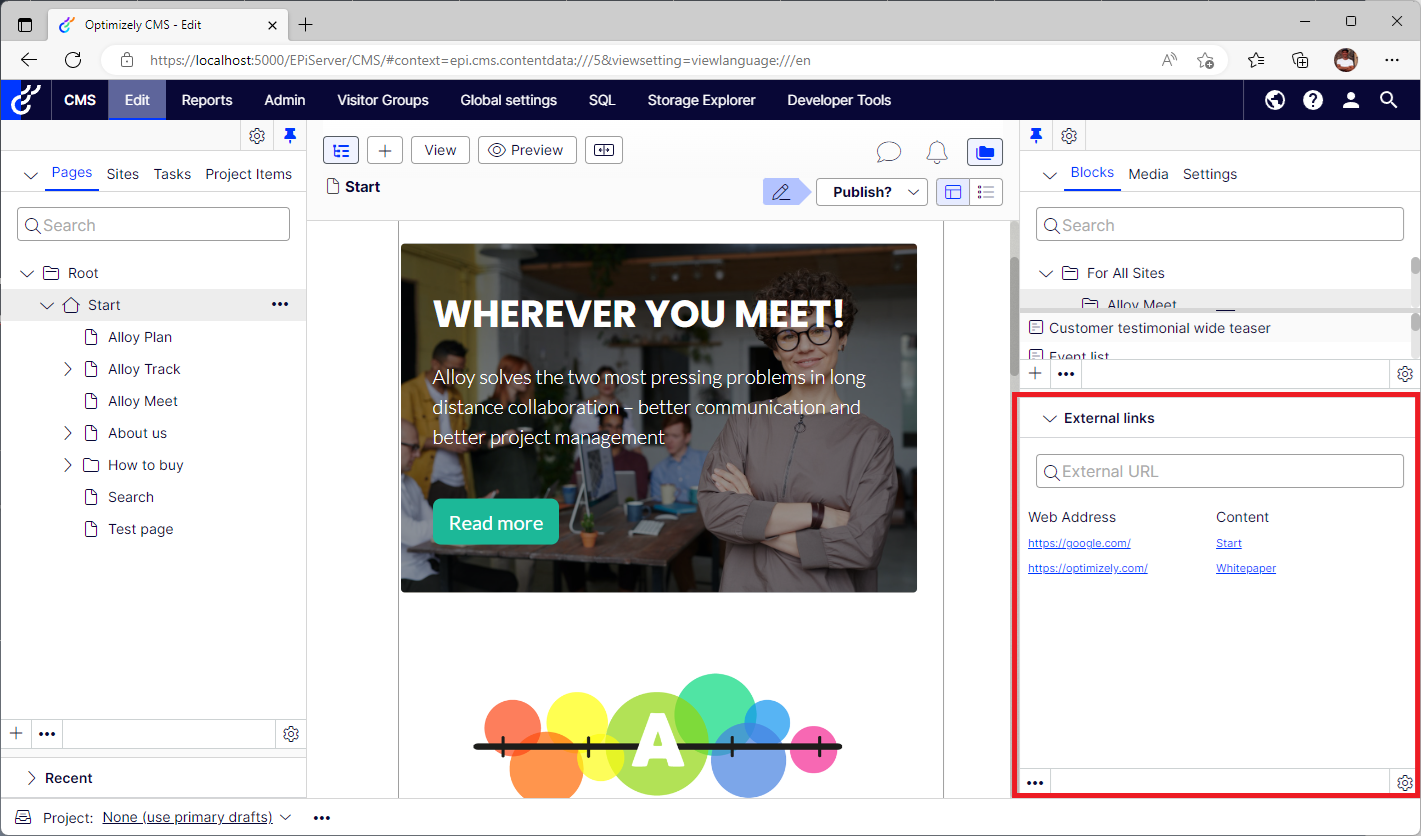 Optimizely CMS - Edit
https://localhost:5000/EPiServer/CMS/#context=epi.cms.contentdata:///5&viewsetting=viewlanguage:///en
CMS Edit Reports Admin Visitor Groups Global settings SQL Storage Explorer Developer Tools
Pages Sites Tasks Project Items
Search
Root
Start
Alloy Plan
Alloy Track
Alloy Meet
About us
How to buy
Search
Test page
Recent
View Preview
Start
Publish?
WHEREVER YOU MEET!
Alloy solves the two most pressing problems in long
distance collaboration – better communication and
better project management
Read more
A
Blocks Media Settings
Search
For All Sites
Alloy Meet
Customer testimonial wide teaser
Event list
External links
External URL
Web Address Content
https://google.com/ Start
https://optimizely.com/ Whitepaper
Project: None (use primary drafts)